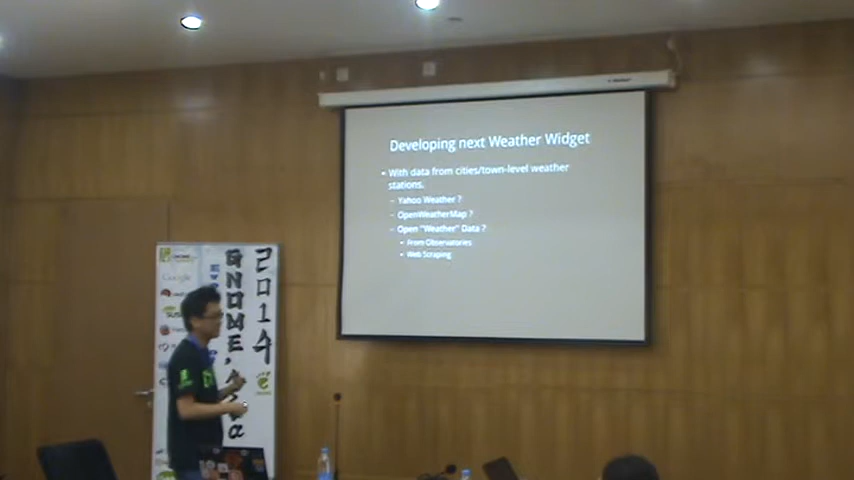 Developing next Weather Widget
With data from cities/town-level weather
stations.
Yahoo Weather ?
OpenWeatherMap ?
Open "Weather" Data ?
From Observatories
Web Scraping
Google
GNOME,
2014